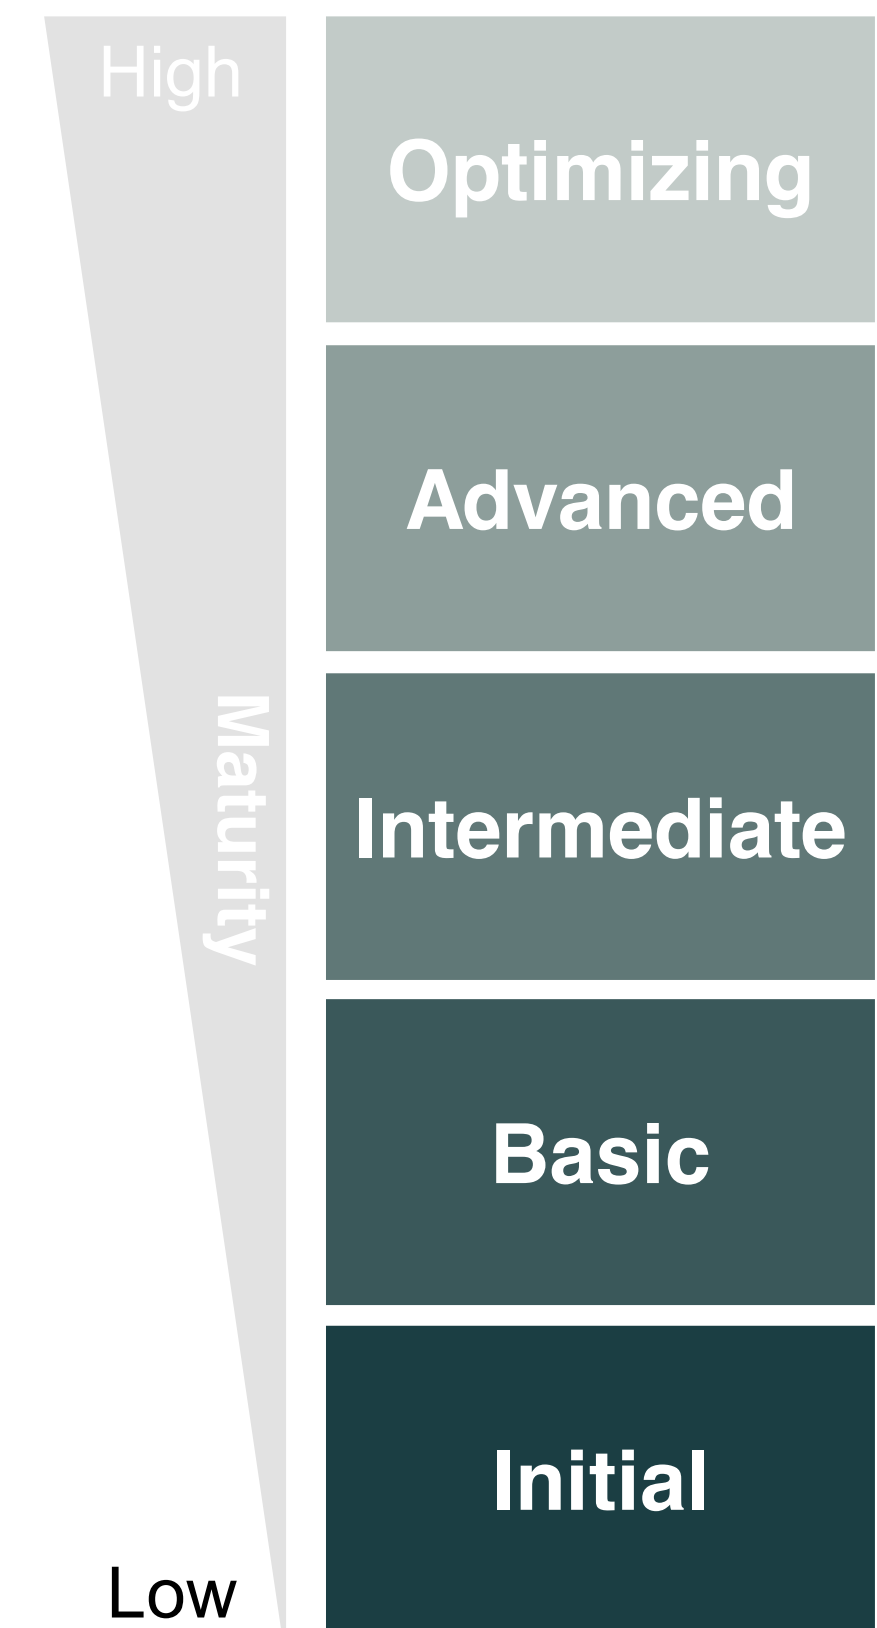 High
Optimizing
Advanced
Maturity
Intermediate
Basic
Initial
Low